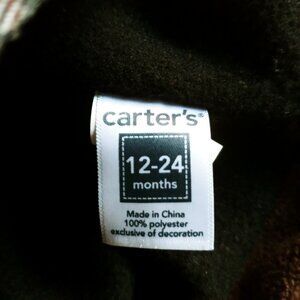 carter's®
12-24
months
Made in China
100% polyester
exclusive of decoration